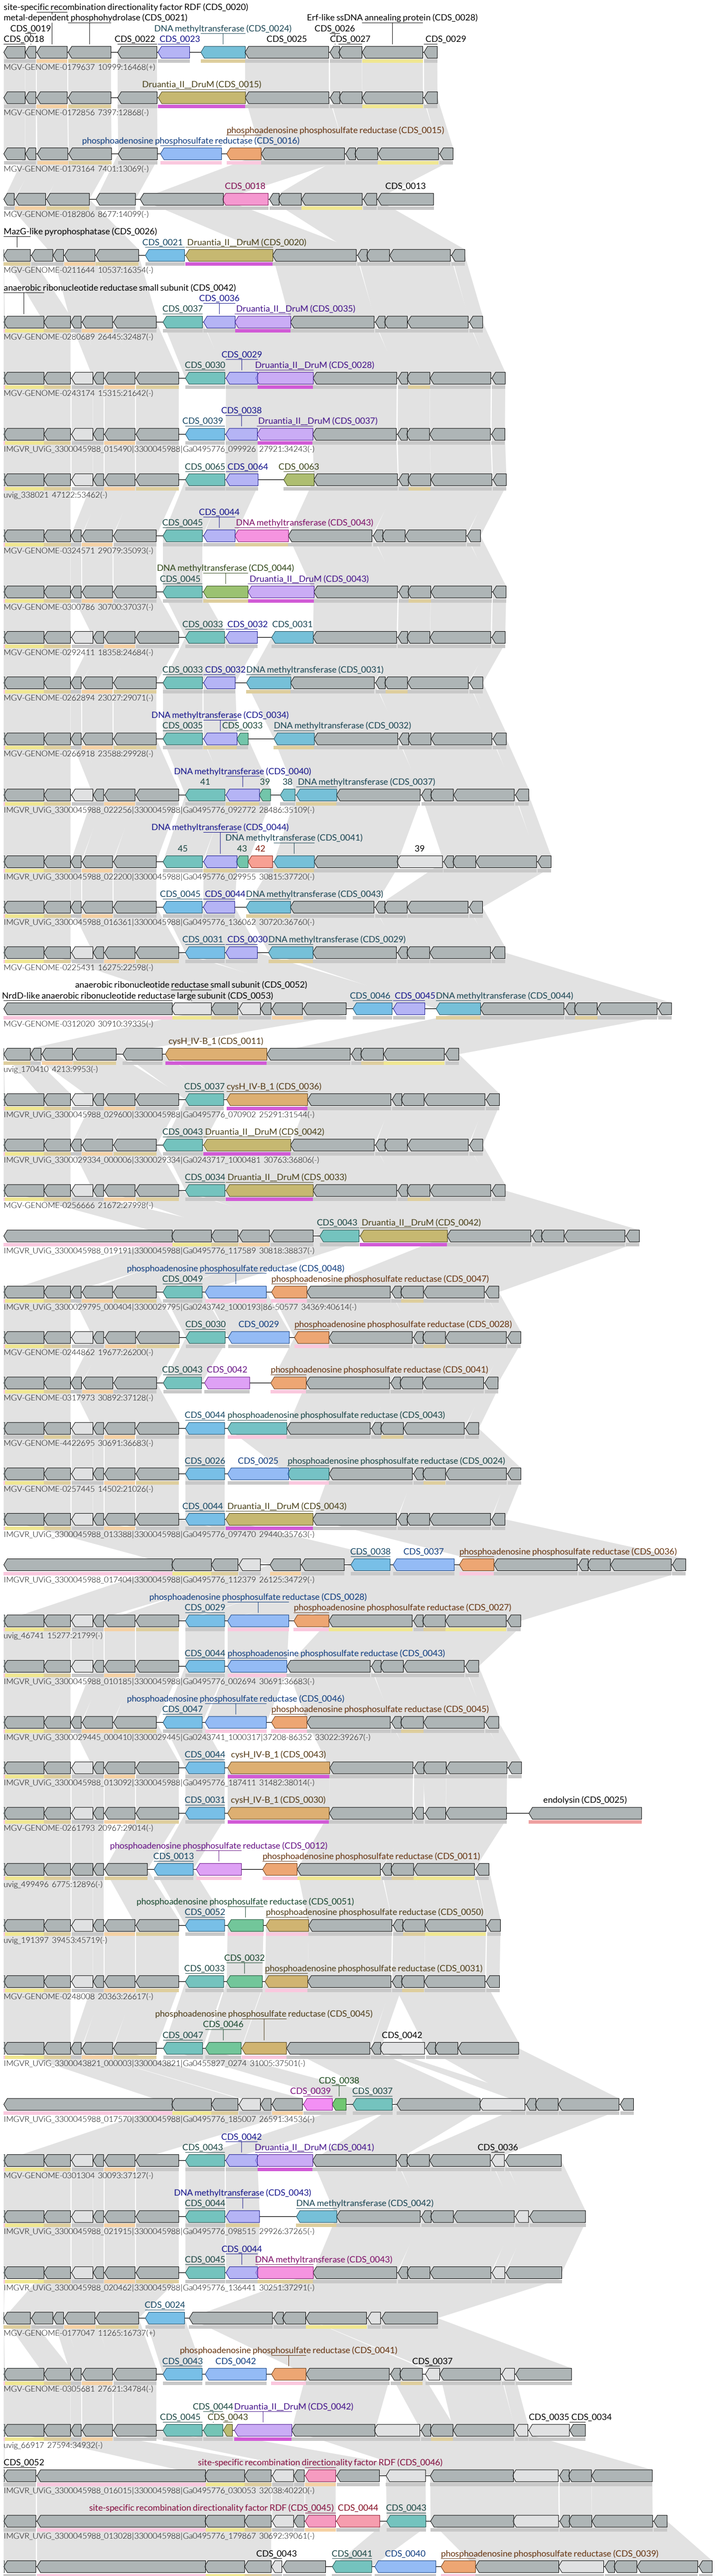 site-specific recombination directionality factor RDF (CDS_0020)
metal-dependent phosphohydrolase (CDS_0021)
Erf-like ssDNA annealing protein (CDS_0028)
CDS_0019
DNA methyltransferase (CDS_0024)
CDS_0026
CDS_0018
CDS_0022 CDS_0023
CDS_0025
CDS_0027
CDS_0029
MGV-GENOME-0179637 10999:16468(+)
Druantia_II__DruM (CDS_0015)
MGV-GENOME-0172856 7397:12868(-)
phosphoadenosine phosphosulfate reductase (CDS_0015)
phosphoadenosine phosphosulfate reductase (CDS_0016)
MGV-GENOME-0173164 7401:13069(-)
CDS_0018
CDS_0013
MGV-GENOME-0182806 8677:14099(-)
MazG-like pyrophosphatase (CDS_0026)
CDS_0021 Druantia_II__DruM (CDS_0020)
MGV-GENOME-0211644 10537:16354(-)
anaerobic ribonucleotide reductase small subunit (CDS_0042)
CDS_0036
CDS_0037 Druantia_II__DruM (CDS_0035)
MGV-GENOME-0280689 26445:32487(-)
CDS_0029
CDS_0030 Druantia_II__DruM (CDS_0028)
MGV-GENOME-0243174 15315:21642(-)
CDS_0038
CDS_0039 Druantia_II__DruM (CDS_0037)
IMGVR_UViG_3300045988_015490|3300045988|Ga0495776_099926 27921:34243(-)
CDS_0065 CDS_0064 CDS_0063
uvig_338021 47122:53462(-)
CDS_0044
CDS_0045 DNA methyltransferase (CDS_0043)
MGV-GENOME-0324571 29079:35093(-)
DNA methyltransferase (CDS_0044)
CDS_0045 Druantia_II__DruM (CDS_0043)
MGV-GENOME-0300786 30700:37037(-)
CDS_0033 CDS_0032 CDS_0031
MGV-GENOME-0292411 18358:24684(-)
CDS_0033 CDS_0032 DNA methyltransferase (CDS_0031)
MGV-GENOME-0262894 23027:29071(-)
DNA methyltransferase (CDS_0034)
CDS_0035 CDS_0033 DNA methyltransferase (CDS_0032)
MGV-GENOME-0266918 23588:29928(-)
DNA methyltransferase (CDS_0040)
41 39 38 DNA methyltransferase (CDS_0037)
IMGVR_UViG_3300045988_022256|3300045988|Ga0495776_092772 28486:35109(-)
DNA methyltransferase (CDS_0044)
DNA methyltransferase (CDS_0041)
45 43 42 39
IMGVR_UViG_3300045988_022200|3300045988|Ga0495776_029955 30815:37720(-)
CDS_0045 CDS_0044 DNA methyltransferase (CDS_0043)
IMGVR_UViG_3300045988_016361|3300045988|Ga0495776_136062 30720:36760(-)
CDS_0031 CDS_0030 DNA methyltransferase (CDS_0029)
MGV-GENOME-0225431 16275:22598(-)
anaerobic ribonucleotide reductase small subunit (CDS_0052)
NrdD-like anaerobic ribonucleotide reductase large subunit (CDS_0053) CDS_0046 CDS_0045 DNA methyltransferase (CDS_0044)
MGV-GENOME-0312020 30910:39335(-)
cysH_IV-B_1 (CDS_0011)
uvig_170410 4213:9953(-)
CDS_0037 cysH_IV-B_1 (CDS_0036)
IMGVR_UViG_3300045988_029600|3300045988|Ga0495776_070902 25291:31544(-)
CDS_0043 Druantia_II__DruM (CDS_0042)
IMGVR_UViG_3300029334_000006|3300029334|Ga0243717_1000481 30763:36806(-)
CDS_0034 Druantia_II__DruM (CDS_0033)
MGV-GENOME-0256666 21672:27998(-)
CDS_0043 Druantia_II__DruM (CDS_0042)
IMGVR_UViG_3300045988_019191|3300045988|Ga0495776_117589 30818:38837(-)
phosphoadenosine phosphosulfate reductase (CDS_0048)
CDS_0049 phosphoadenosine phosphosulfate reductase (CDS_0047)
IMGVR_UViG_3300029795_000404|3300029795|Ga0243742_1000193|86-50577 34369:40614(-)
CDS_0030 CDS_0029 phosphoadenosine phosphosulfate reductase (CDS_0028)
MGV-GENOME-0244862 19677:26200(-)
CDS_0043 CDS_0042 phosphoadenosine phosphosulfate reductase (CDS_0041)
MGV-GENOME-0317973 30892:37128(-)
CDS_0044 phosphoadenosine phosphosulfate reductase (CDS_0043)
MGV-GENOME-4422695 30691:36683(-)
CDS_0026 CDS_0025 phosphoadenosine phosphosulfate reductase (CDS_0024)
MGV-GENOME-0257445 14502:21026(-)
CDS_0044 Druantia_II__DruM (CDS_0043)
IMGVR_UViG_3300045988_013388|3300045988|Ga0495776_097470 29440:35763(-)
CDS_0038 CDS_0037 phosphoadenosine phosphosulfate reductase (CDS_0036)
IMGVR_UViG_3300045988_017404|3300045988|Ga0495776_112379 26125:34729(-)
phosphoadenosine phosphosulfate reductase (CDS_0028)
CDS_0029 phosphoadenosine phosphosulfate reductase (CDS_0027)
uvig_46741 15277:21799(-)
CDS_0044 phosphoadenosine phosphosulfate reductase (CDS_0043)
IMGVR_UViG_3300045988_010185|3300045988|Ga0495776_002694 30691:36683(-)
phosphoadenosine phosphosulfate reductase (CDS_0046)
CDS_0047 phosphoadenosine phosphosulfate reductase (CDS_0045)
IMGVR_UViG_3300029445_000410|3300029445|Ga0243741_1000317|37208-86352 33022:39267(-)
CDS_0044 cysH_IV-B_1 (CDS_0043)
IMGVR_UViG_3300045988_013092|3300045988|Ga0495776_187411 31482:38014(-)
CDS_0031 cysH_IV-B_1 (CDS_0030) endolysin (CDS_0025)
MGV-GENOME-0261793 20967:29014(-)
phosphoadenosine phosphosulfate reductase (CDS_0012)
CDS_0013 phosphoadenosine phosphosulfate reductase (CDS_0011)
uvig_499496 6775:12896(-)
phosphoadenosine phosphosulfate reductase (CDS_0051)
CDS_0052 phosphoadenosine phosphosulfate reductase (CDS_0050)
uvig_191397 39453:45719(-)
CDS_0032
CDS_0033 phosphoadenosine phosphosulfate reductase (CDS_0031)
MGV-GENOME-0248008 20363:26617(-)
phosphoadenosine phosphosulfate reductase (CDS_0045)
CDS_0046
CDS_0047 CDS_0042
IMGVR_UViG_3300043821_000003|3300043821|Ga0455827_0274 31005:37501(-)
CDS_0038
CDS_0039 CDS_0037
IMGVR_UViG_3300045988_017570|3300045988|Ga0495776_185007 26591:34536(-)
CDS_0042
CDS_0043 Druantia_II__DruM (CDS_0041) CDS_0036
MGV-GENOME-0301304 30093:37127(-)
DNA methyltransferase (CDS_0043)
CDS_0044 DNA methyltransferase (CDS_0042)
IMGVR_UViG_3300045988_021915|3300045988|Ga0495776_098515 29926:37265(-)
CDS_0044
CDS_0045 DNA methyltransferase (CDS_0043)
IMGVR_UViG_3300045988_020462|3300045988|Ga0495776_136441 30251:37291(-)
CDS_0024
MGV-GENOME-0177047 11265:16737(+)
phosphoadenosine phosphosulfate reductase (CDS_0041)
CDS_0043 CDS_0042 CDS_0037
MGV-GENOME-0305681 27621:34784(-)
CDS_0044 Druantia_II__DruM (CDS_0042)
CDS_0045 CDS_0043 CDS_0035 CDS_0034
uvig_66917 27594:34932(-)
CDS_0052 site-specific recombination directionality factor RDF (CDS_0046)
IMGVR_UViG_3300045988_016015|3300045988|Ga0495776_030053 32038:40220(-)
site-specific recombination directionality factor RDF (CDS_0045) CDS_0044 CDS_0043
IMGVR_UViG_3300045988_013028|3300045988|Ga0495776_179867 30692:39061(-)
CDS_0043 CDS_0041 CDS_0040 phosphoadenosine phosphosulfate reductase (CDS_0039)